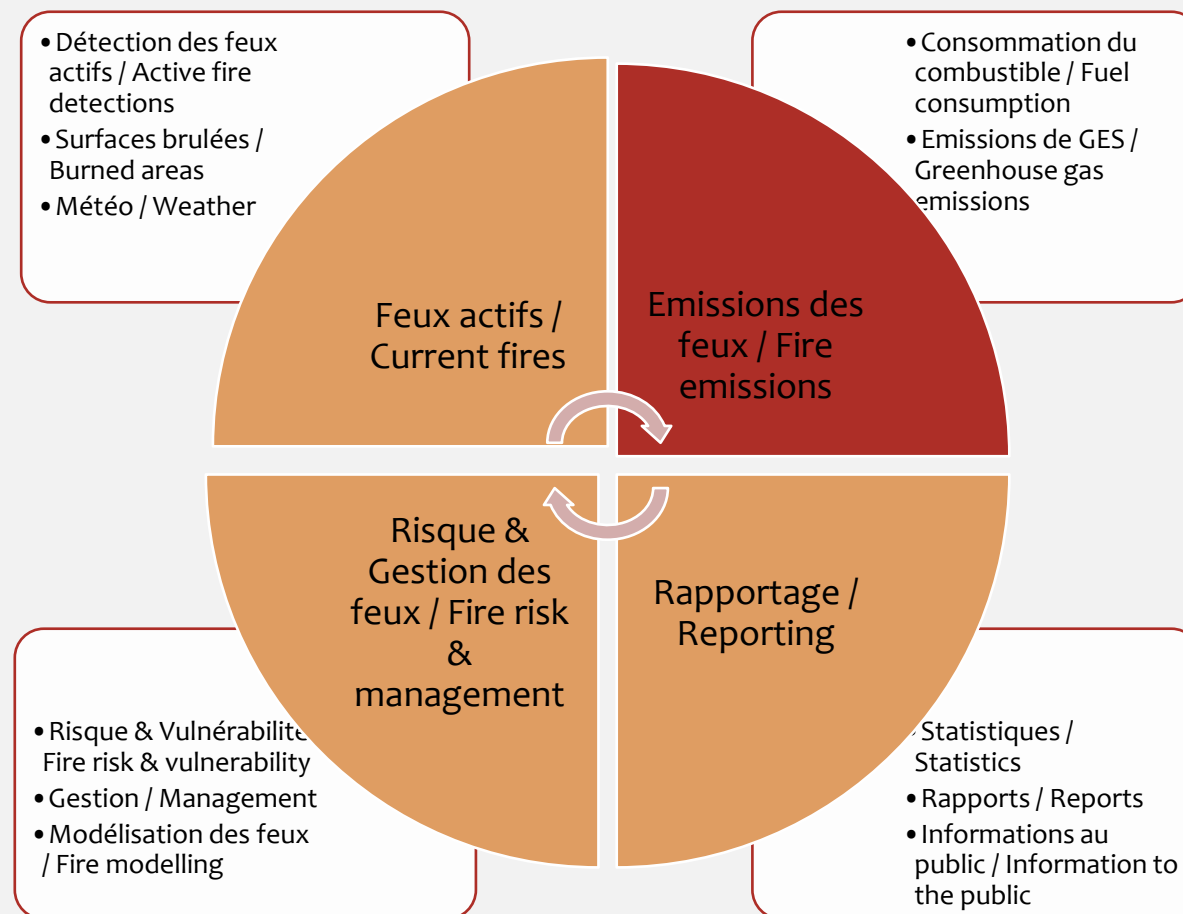 • Détection des feux
actifs / Active fire
detections
• Surfaces brulées /
Burned areas
• Météo / Weather
• Consommation du
combustible / Fuel
consumption
• Emissions de GES /
Greenhouse gas
emissions
Feux actifs /
Current fires
Emissions des
feux / Fire
emissions
Risque &
Gestion des
feux / Fire risk
&
management
Rapportage /
Reporting
• Risque & Vulnérabilité
Fire risk & vulnerability
• Gestion / Management
• Modélisation des feux
/ Fire modelling
• Statistiques /
Statistics
• Rapports / Reports
• Informations au
public / Information to
the public